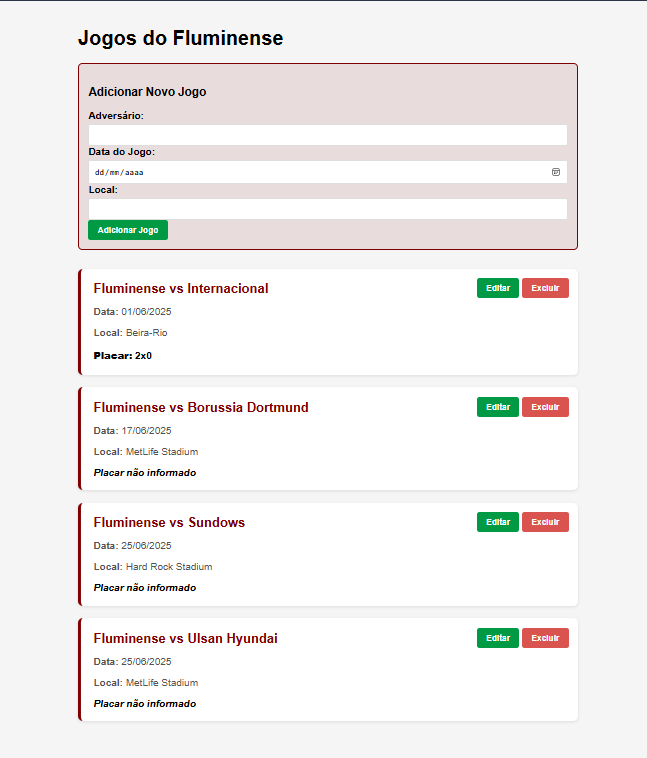 Jogos do Fluminense
Adicionar Novo Jogo
Adversário:
Data do Jogo:
dd/mm/aaaa
Local:
Adicionar Jogo
Fluminense vs Internacional
Editar Excluir
Data: 01/06/2025
Local: Beira-Rio
Placar: 2x0
Fluminense vs Borussia Dortmund
Editar Excluir
Data: 17/06/2025
Local: MetLife Stadium
Placar não informado
Fluminense vs Sundows
Editar Excluir
Data: 25/06/2025
Local: Hard Rock Stadium
Placar não informado
Fluminense vs Ulsan Hyundai
Editar Excluir
Data: 25/06/2025
Local: MetLife Stadium
Placar não informado